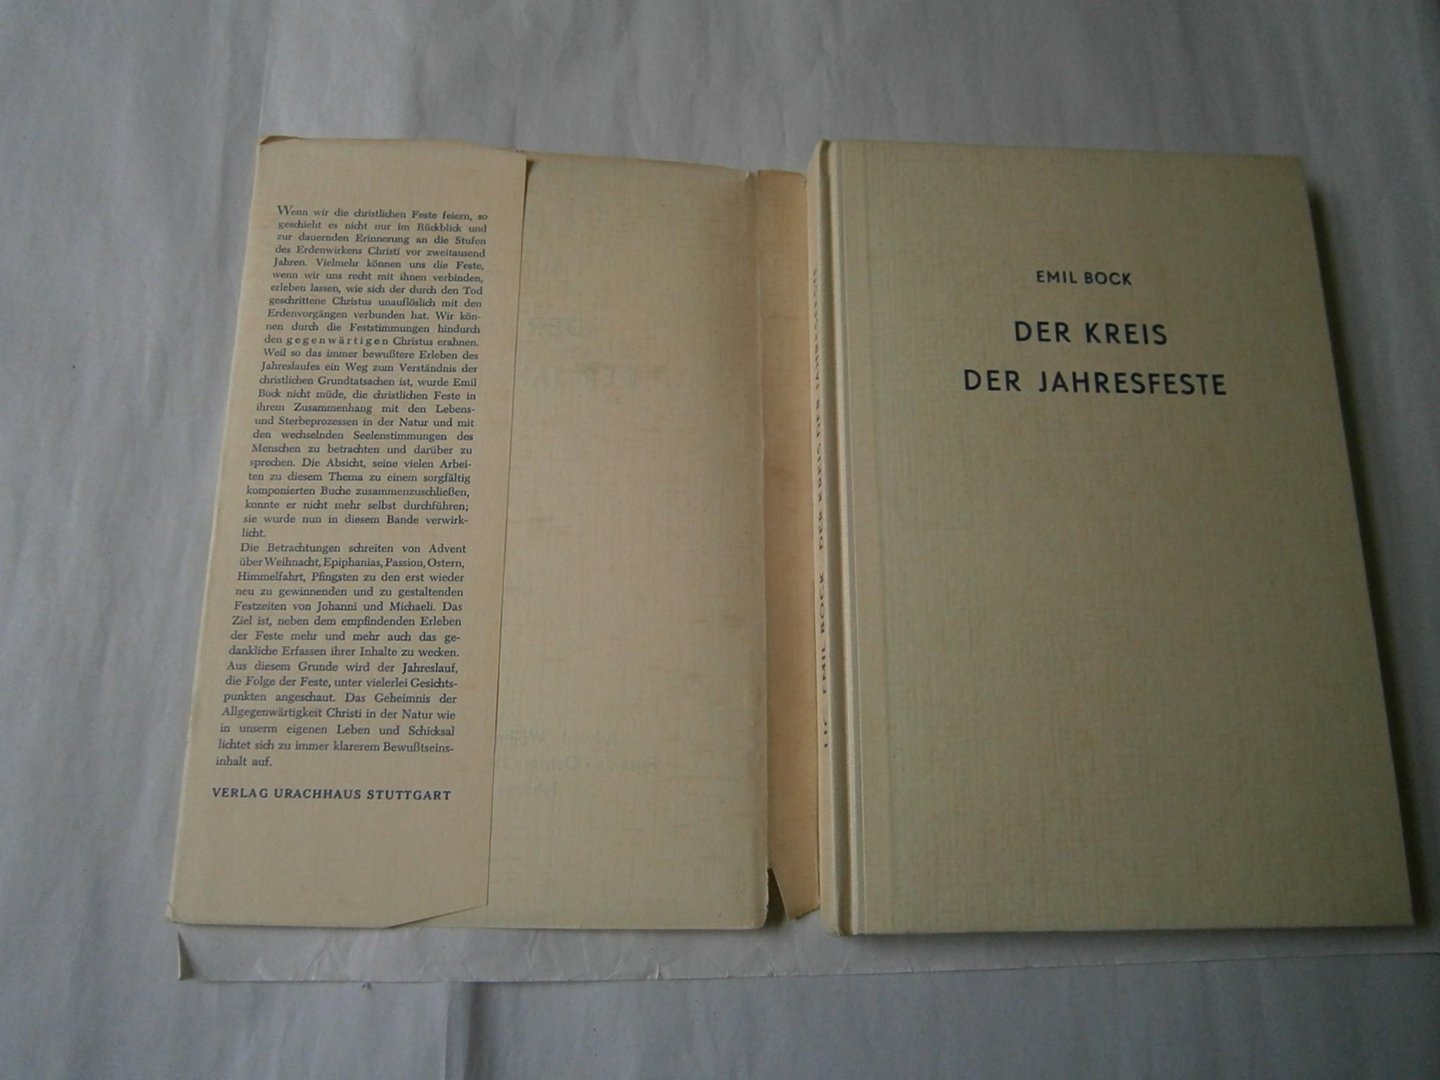 Wenn wir die christlichen Feste feiern, so
geschieht es nicht nur im Rückblick und
zur dauernden Erinnerung an die Stufen
des Erdenwirkens Christi vor zweitausend
Jahren. Vielmehr können uns die Feste,
wenn wir uns recht mit ihnen verbinden,
erleben lassen, wie sich der durch den Tod
geschrittene Christus unauflöslich mit den
Erdenvorgängen verbunden hat. Wir kön-
nen durch die Feststimmungen hindurch
den gegenwärtigen Christus erahnen.
Weil so das immer bewußtere Erleben des
Jahreslaufes ein Weg zum Verständnis der
christlichen Grundtatsachen ist, wurde Emil
Bock nicht müde, die christlichen Feste in
ihrem Zusammenhang mit den Lebens-
und Sterbeprozessen in der Natur und mit
den wechselnden Seelenstimmungen des
Menschen zu betrachten und darüber zu
sprechen. Die Absicht, seine vielen Arbei-
ten zu diesem Thema zu einem sorgfältig
komponierten Buche zusammenzuschließen,
konnte er nicht mehr selbst durchführen;
sie wurde nun in diesem Bande verwirk-
licht.
Die Betrachtungen schreiten von Advent
über Weihnacht, Epiphanias, Passion, Ostern,
Himmelfahrt, Pfingsten zu den erst wieder
neu zu gewinnenden und zu gestaltenden
Festzeiten von Johanni und Michaeli. Das
Ziel ist, neben dem empfindenden Erleben
der Feste mehr und mehr auch das ge-
dankliche Erfassen ihrer Inhalte zu wecken.
Aus diesem Grunde wird der Jahreslauf,
die Folge der Feste, unter vielerlei Gesichts-
punkten angeschaut. Das Geheimnis der
Allgegenwärtigkeit Christi in der Natur wie
in unserm eigenen Leben und Schicksal
lichtet sich zu immer klarerem Bewußtseins-
inhalt auf.
VERLAG URACHHAUS STUTTGART
LIC. EMIL BOCK · DER KREIS DER JAHRESFESTE
EMIL BOCK
DER KREIS
DER JAHRESFESTE